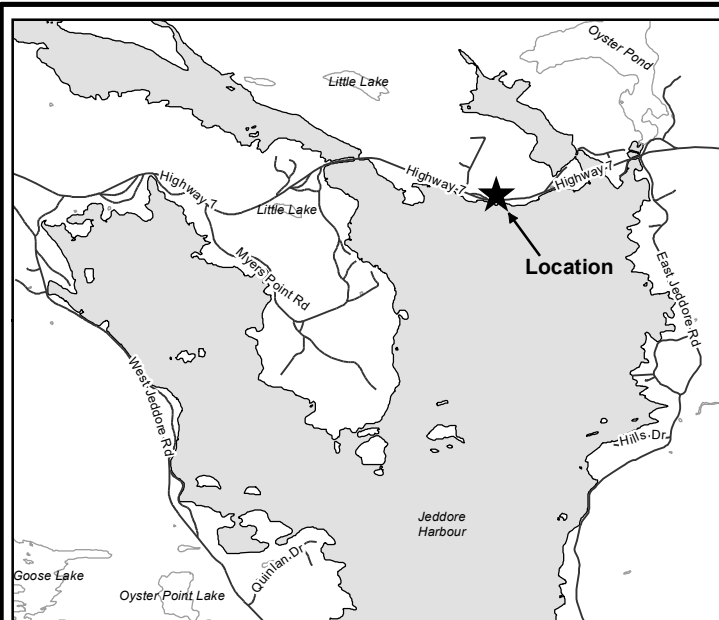 Oyster Pond
Little Lake
Highway 7
Highway 7
Highway 7
Little Lake
Location
Myers Point Rd
East Jeddore Rd
West Jeddore Rd
Hills Dr
Jeddore
Harbour
Quinlan Dr
Goose Lake
Oyster Point Lake